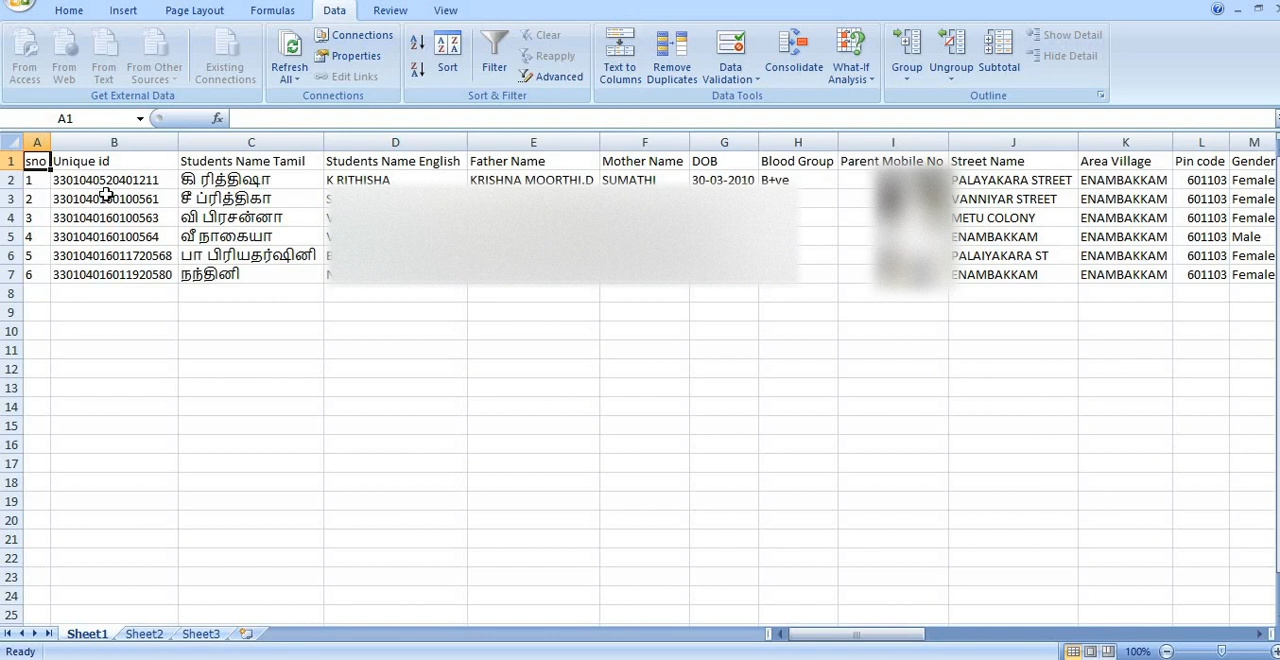 Home Insert Page Layout Formulas Data Review View
From Access From Web From Text From Other Sources Existing Connections Refresh All Connections Properties Edit Links Sort Filter Clear Reapply Advanced Text to Columns Remove Duplicates Data Validation Consolidate What-If Analysis Group Ungroup Subtotal Show Detail Hide Detail
Get External Data Connections Sort & Filter Data Tools Outline
A1 fx
A B C D E F G H I J K L M
1 sno Unique id Students Name Tamil Students Name English Father Name Mother Name DOB Blood Group Parent Mobile No Street Name Area Village Pin code Gender
2 1 3301040520401211 கி ரித்திஷா K RITHISHA KRISHNA MOORTHI.D SUMATHI 30-03-2010 B+ve PALAYAKARA STREET ENAMBAKKAM 601103 Female
3 2 சீ ப்ரித்திகா VANNIYAR STREET ENAMBAKKAM 601103 Female
4 3 3301040160100563 வி பிரசன்னா METU COLONY ENAMBAKKAM 601103 Female
5 4 3301040160100564 வீ நாகையா ENAMBAKKAM ENAMBAKKAM 601103 Male
6 5 330104016011720568 பா பிரியதர்ஷினி PALAIYAKARA ST ENAMBAKKAM 601103 Female
7 6 330104016011920580 நந்தினி ENAMBAKKAM ENAMBAKKAM 601103 Female
8
9
10
11
12
13
14
15
16
17
18
19
20
21
22
23
24
25
Sheet1 Sheet2 Sheet3
Ready 100%